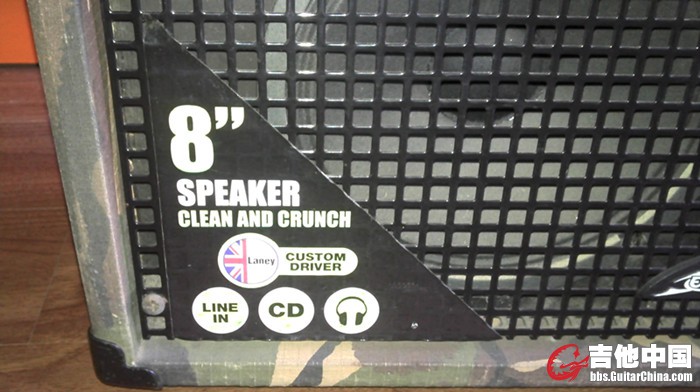 8”
SPEAKER
CLEAN AND CRUNCH
Laney
CUSTOM
DRIVER
LINE
IN
CD
吉他中国
bbs.GuitarChina.com